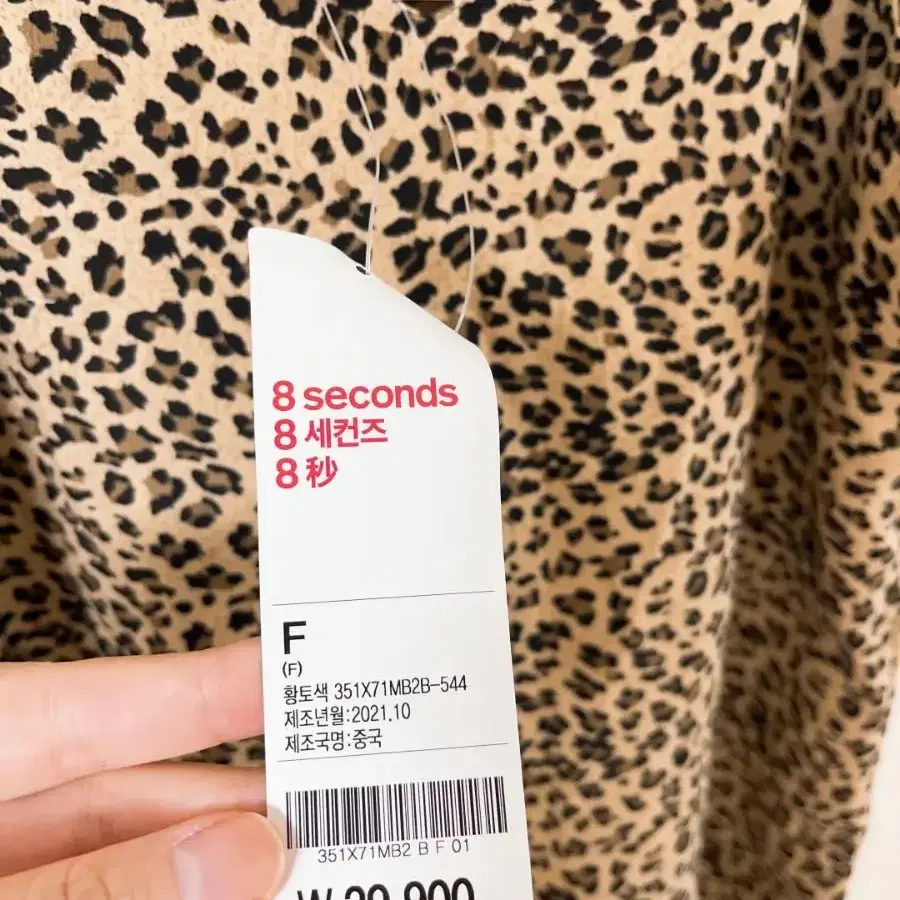 8 seconds
8 세컨즈
8 秒
F
(F)
황토색 351X71MB2B-544
제조년월:2021.10
제조국명:중국
351X71MB2 B F 01